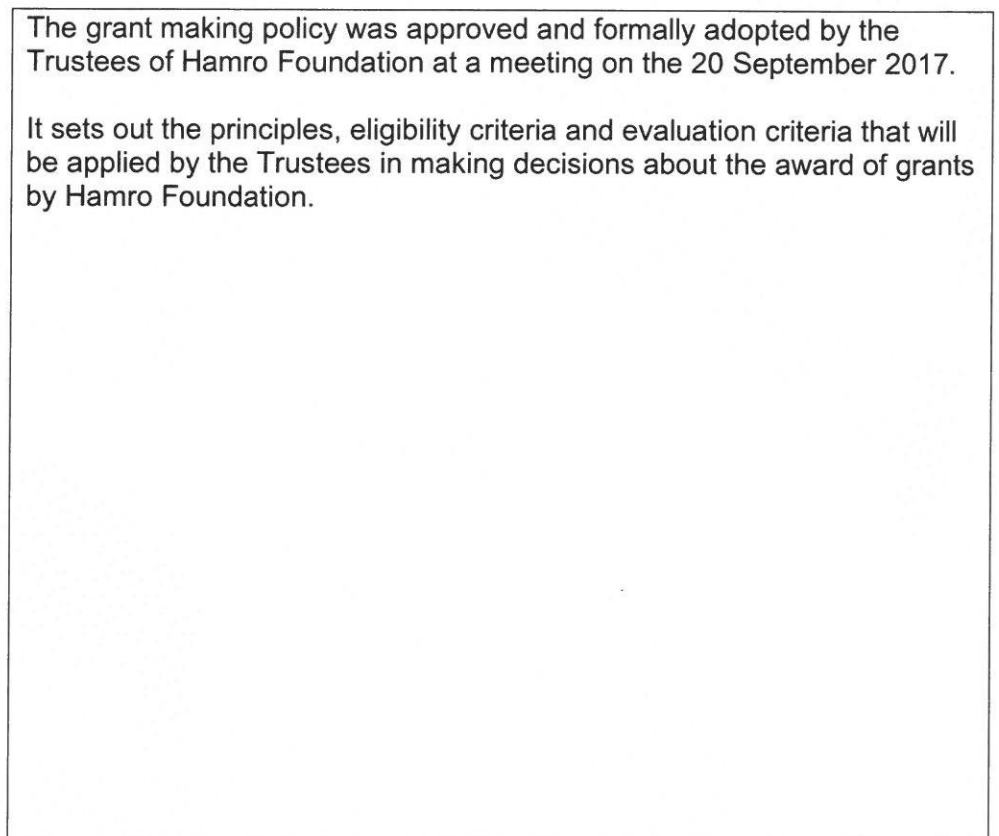 The grant making policy was approved and formally adopted by the
Trustees of Hamro Foundation at a meeting on the 20 September 2017.
It sets out the principles, eligibility criteria and evaluation criteria that will
be applied by the Trustees in making decisions about the award of grants
by Hamro Foundation.